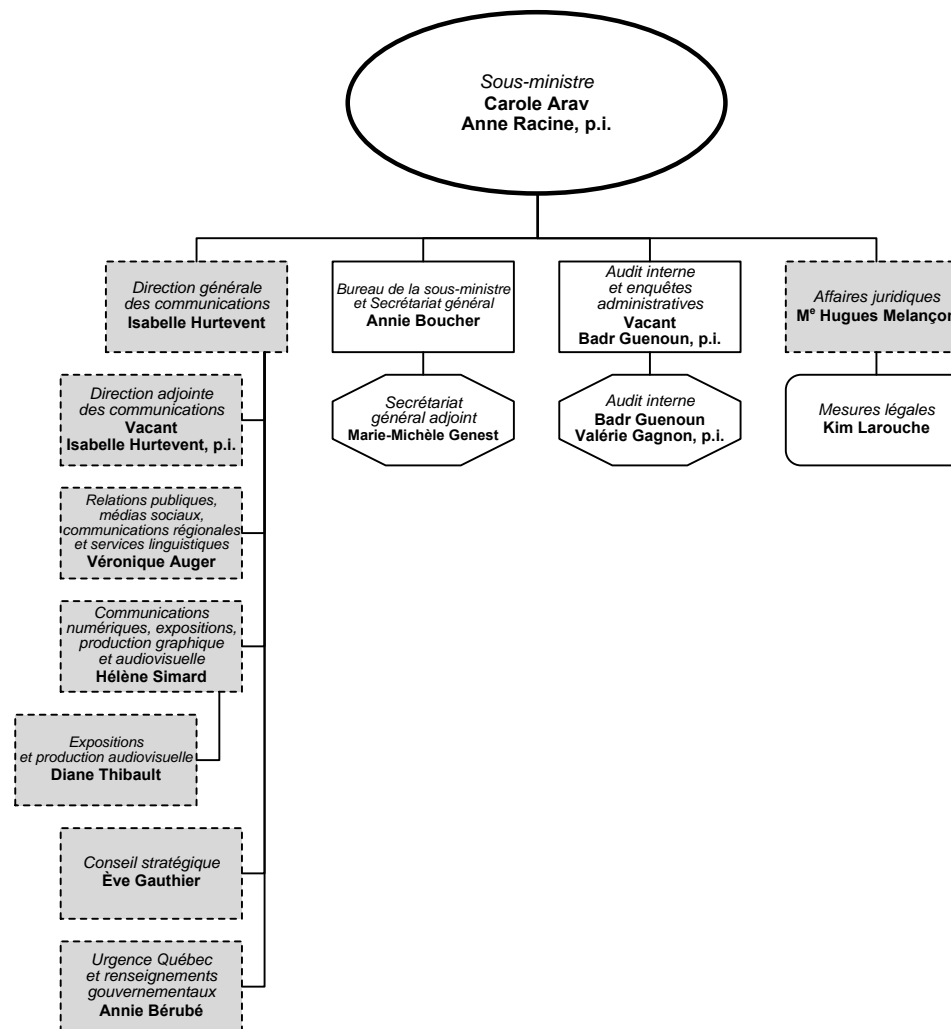 Sous-ministre
Carole Arav
Anne Racine, p.i.
Direction générale
des communications
Isabelle Hurtevent
Bureau de la sous-ministre
et Secrétariat général
Annie Boucher
Audit interne
et enquêtes
administratives
Vacant
Badr Guenoun, p.i.
Affaires juridiques
Me Hugues Melançon
Direction adjointe
des communications
Vacant
Isabelle Hurtevent, p.i.
Secrétariat
général adjoint
Marie-Michèle Genest
Audit interne
Badr Guenoun
Valérie Gagnon, p.i.
Mesures légales
Kim Larouche
Relations publiques,
médias sociaux,
communications régionales
et services linguistiques
Véronique Auger
Communications
numériques, expositions,
production graphique
et audiovisuelle
Hélène Simard
Expositions
et production audiovisuelle
Diane Thibault
Conseil stratégique
Ève Gauthier
Urgence Québec
et renseignements
gouvernementaux
Annie Bérubé